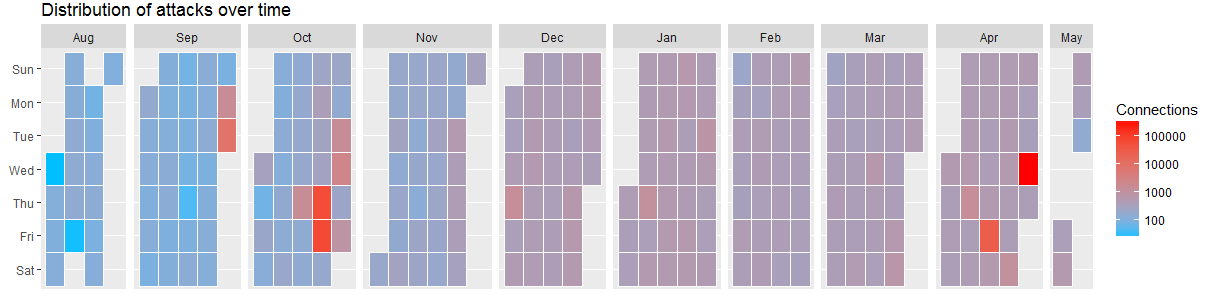 Distribution of attacks over time
Aug Sep Oct Nov Dec Jan Feb Mar Apr May
Sun
Mon
Tue
Wed
Thu
Fri
Sat
Connections
100000
10000
1000
100